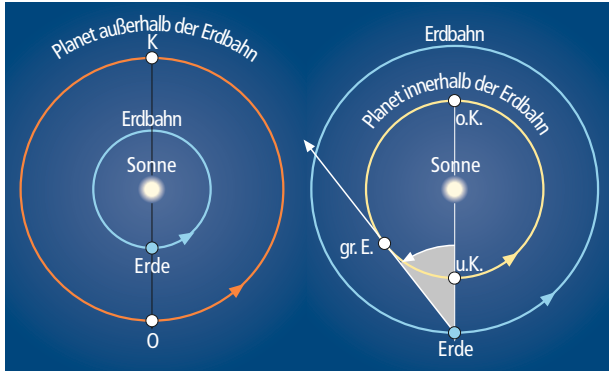 Planet außerhalb der Erdbahn
K
Erdbahn
Sonne
Erde
O
Erdbahn
Planet innerhalb der Erdbahn
o.K.
Sonne
gr. E.
u.K.
Erde